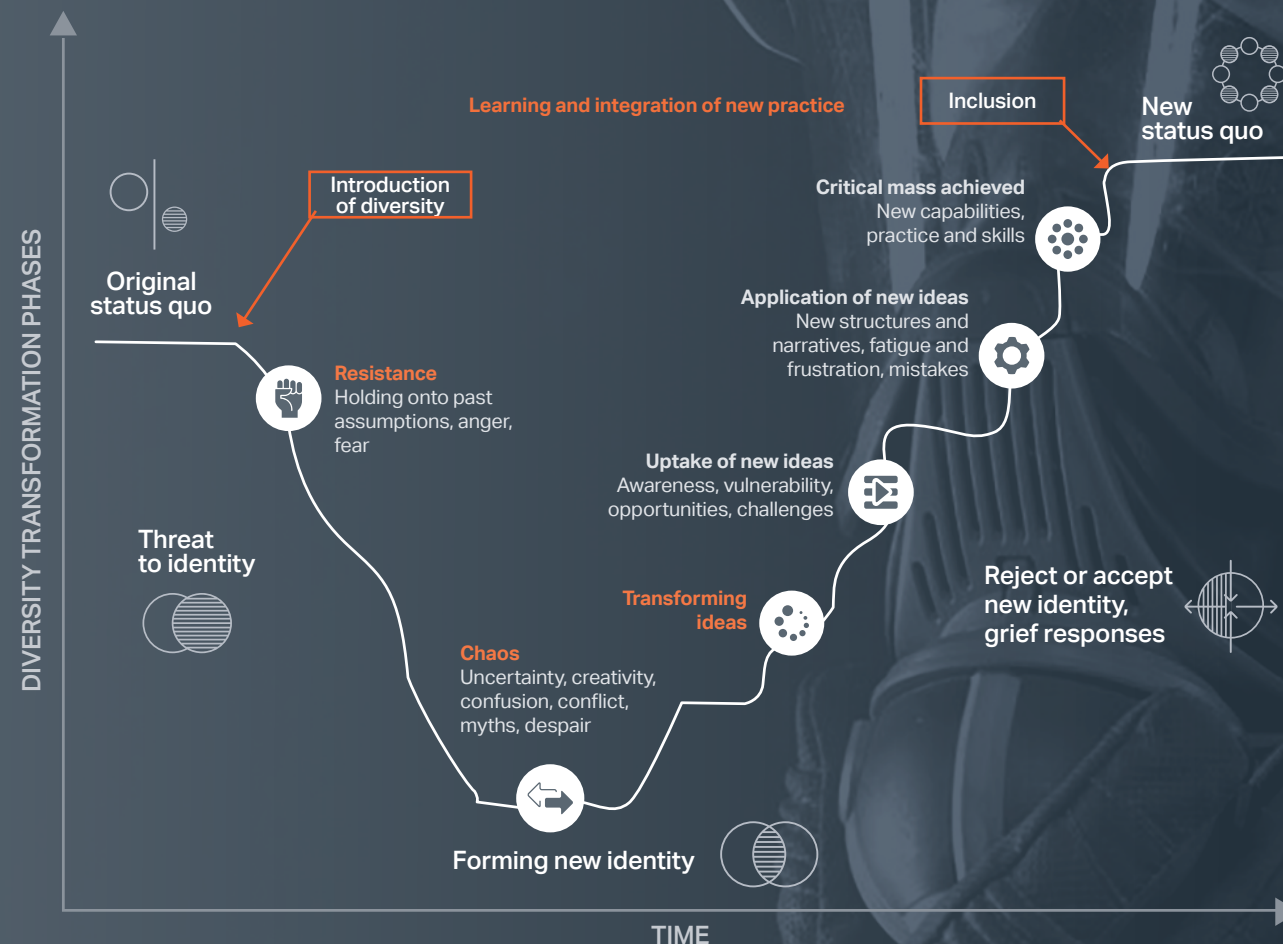 DIVERSITY TRANSFORMATION PHASES
Learning and integration of new practice
Inclusion
New
status quo
Introduction
of diversity
Critical mass achieved
New capabilities,
practice and skills
Original
status quo
Application of new ideas
New structures and
narratives, fatigue and
frustration, mistakes
Resistance
Holding onto past
assumptions, anger,
fear
Uptake of new ideas
Awareness, vulnerability,
opportunities, challenges
Threat
to identity
Reject or accept
new identity,
grief responses
Transforming
ideas
Chaos
Uncertainty, creativity,
confusion, conflict,
myths, despair
Forming new identity
TIME